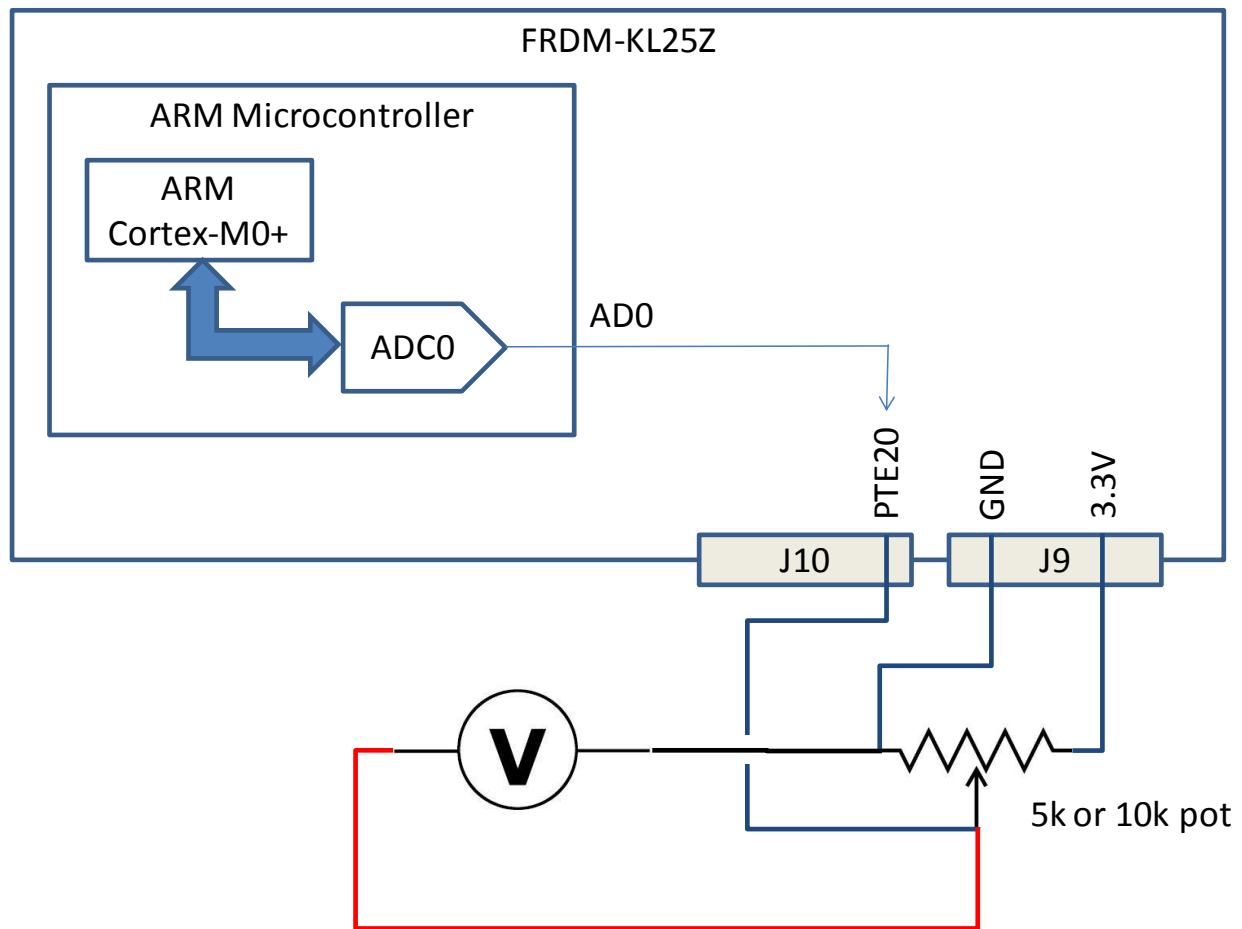 FRDM-KL25Z
ARM Microcontroller
ARM
Cortex-M0+
ADC0
AD0
PTE20
GND
3.3V
J10
J9
V
5k or 10k pot